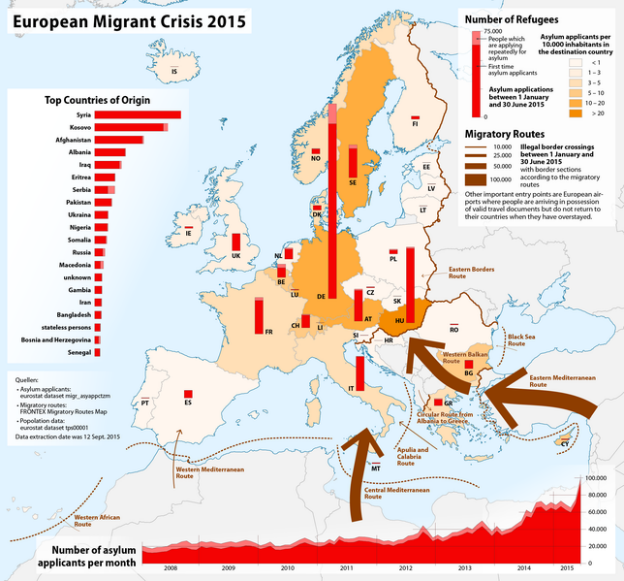 European Migrant Crisis 2015
Number of Refugees
75.000
People which
are applying
repeatedly for
asylum
First time
asylum applicants
Asylum applications
between 1 January
and 30 June 2015
0
Asylum applicants per
10.000 inhabitants in
the destination country
< 1
1 – 3
3 – 5
5 – 10
10 – 20
> 20
Migratory Routes
10.000
25.000
50.000
100.000
Illegal border crossings
between 1 January and
30 June 2015
with border sections
according to the migratory
routes
Other important entry points are European air-
ports where people are arriving in possession
of valid travel documents but do not return to
their countries when they have overstayed.
Top Countries of Origin
Syria
Kosovo
Afghanistan
Albania
Iraq
Eritrea
Serbia
Pakistan
Ukraina
Nigeria
Somalia
Russia
Macedonia
unknown
Gambia
Iran
Bangladesh
stateless persons
Bosnia and Herzegovina
Senegal
IS
NO
SE
FI
EE
LV
LT
DK
IE
UK
NL
BE
LU
DE
PL
CZ
SK
AT
HU
CH
LI
FR
SI
HR
RO
BG
IT
PT
ES
GR
MT
CY
Eastern Borders
Route
Black Sea
Route
Western Balkan
Route
Eastern Mediterranean
Route
Circular Route from
Albania to Greece
Apulia and
Calabria
Route
Central Mediterranean
Route
Western Mediterranean
Route
Western African
Route
Quellen:
- Asylum applicants:
eurostat dataset migr_asyappctzm
- Migratory routes:
FRONTEX Migratory Routes Map
- Population data:
eurostat dataset tps00001
Data extraction date was 12 Sept. 2015
Number of asylum
applicants per month
100.000
80.000
60.000
40.000
20.000
0
2008
2009
2010
2011
2012
2013
2014
2015